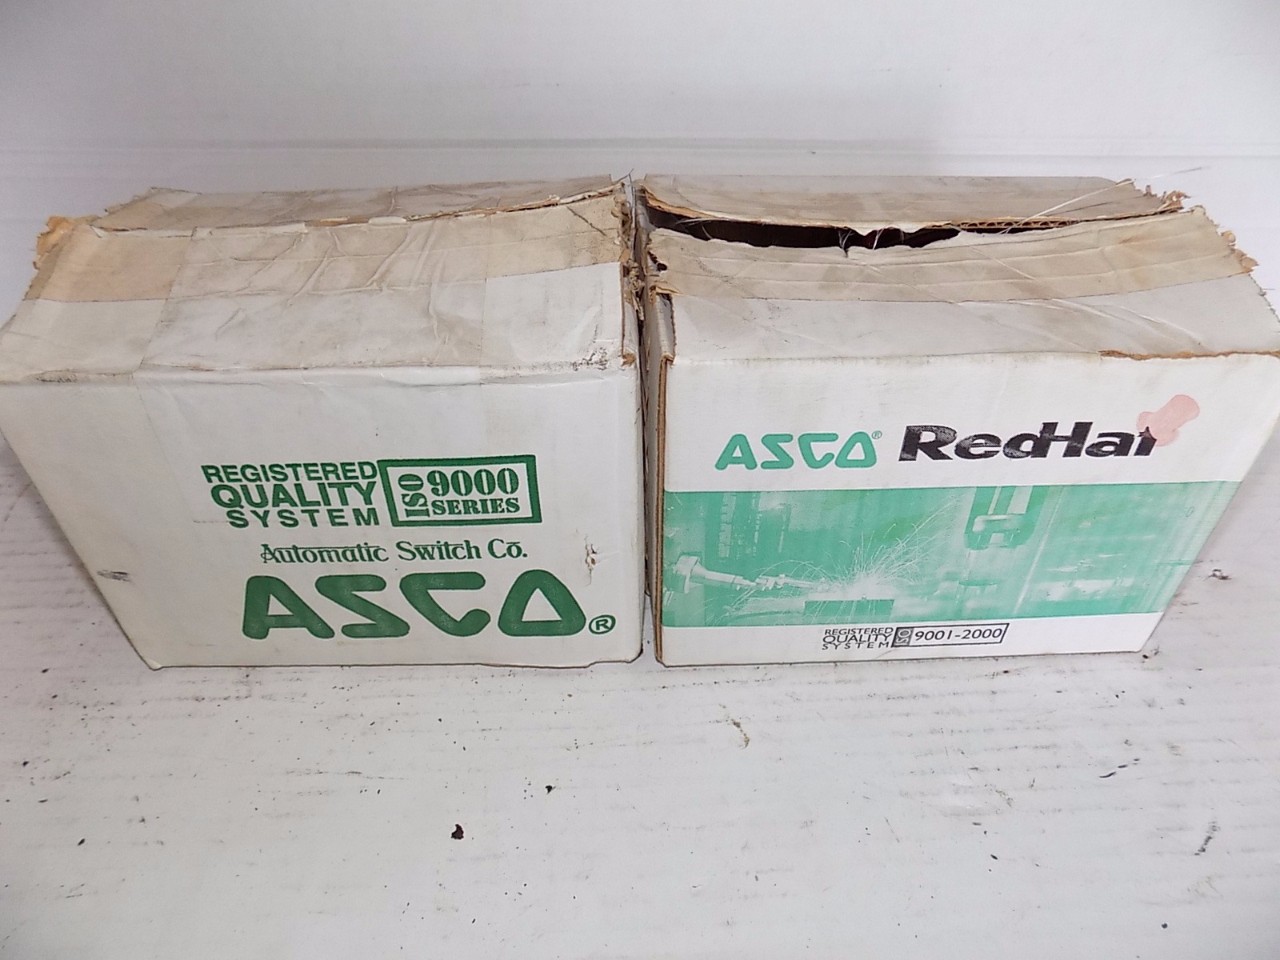 REGISTERED
QUALITY
SYSTEM
ISO
9000
SERIES
Automatic Switch Co.
ASCO®
ASCO® RedHat
REGISTERED
QUALITY
SYSTEM
ISO
9001-2000